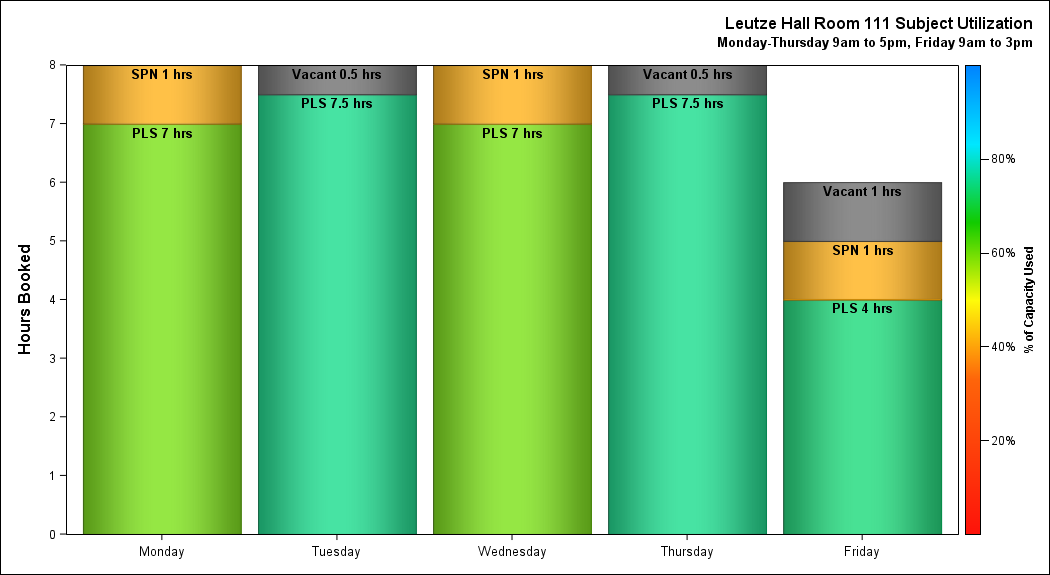 Leutze Hall Room 111 Subject Utilization
Monday-Thursday 9am to 5pm, Friday 9am to 3pm
Hours Booked
8
7
6
5
4
3
2
1
0
SPN 1 hrs
PLS 7 hrs
Vacant 0.5 hrs
PLS 7.5 hrs
SPN 1 hrs
PLS 7 hrs
Vacant 0.5 hrs
PLS 7.5 hrs
Vacant 1 hrs
SPN 1 hrs
PLS 4 hrs
Monday
Tuesday
Wednesday
Thursday
Friday
80%
60%
40%
20%
% of Capacity Used